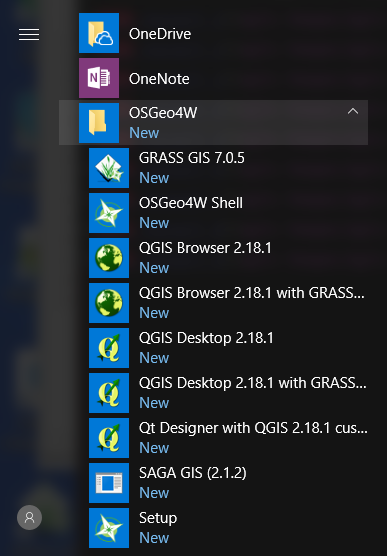 OneDrive
OneNote
OSGeo4W
New
GRASS GIS 7.0.5
New
OSGeo4W Shell
New
QGIS Browser 2.18.1
New
QGIS Browser 2.18.1 with GRASS...
New
QGIS Desktop 2.18.1
New
QGIS Desktop 2.18.1 with GRASS...
New
Qt Designer with QGIS 2.18.1 cus...
New
SAGA GIS (2.1.2)
New
Setup
New